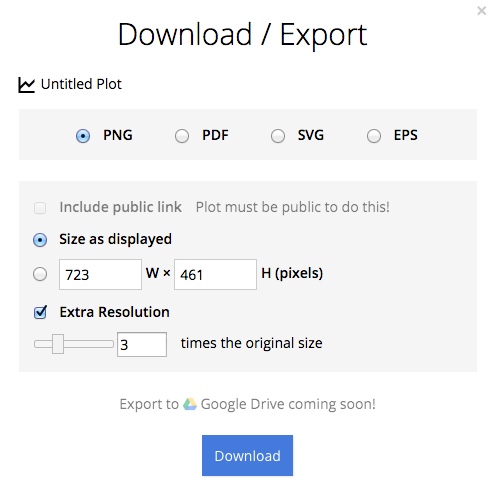 ×
Download / Export
Untitled Plot
PNG PDF SVG EPS
Include public link Plot must be public to do this!
Size as displayed
723 W × 461 H (pixels)
Extra Resolution
3 times the original size
Export to Google Drive coming soon!
Download